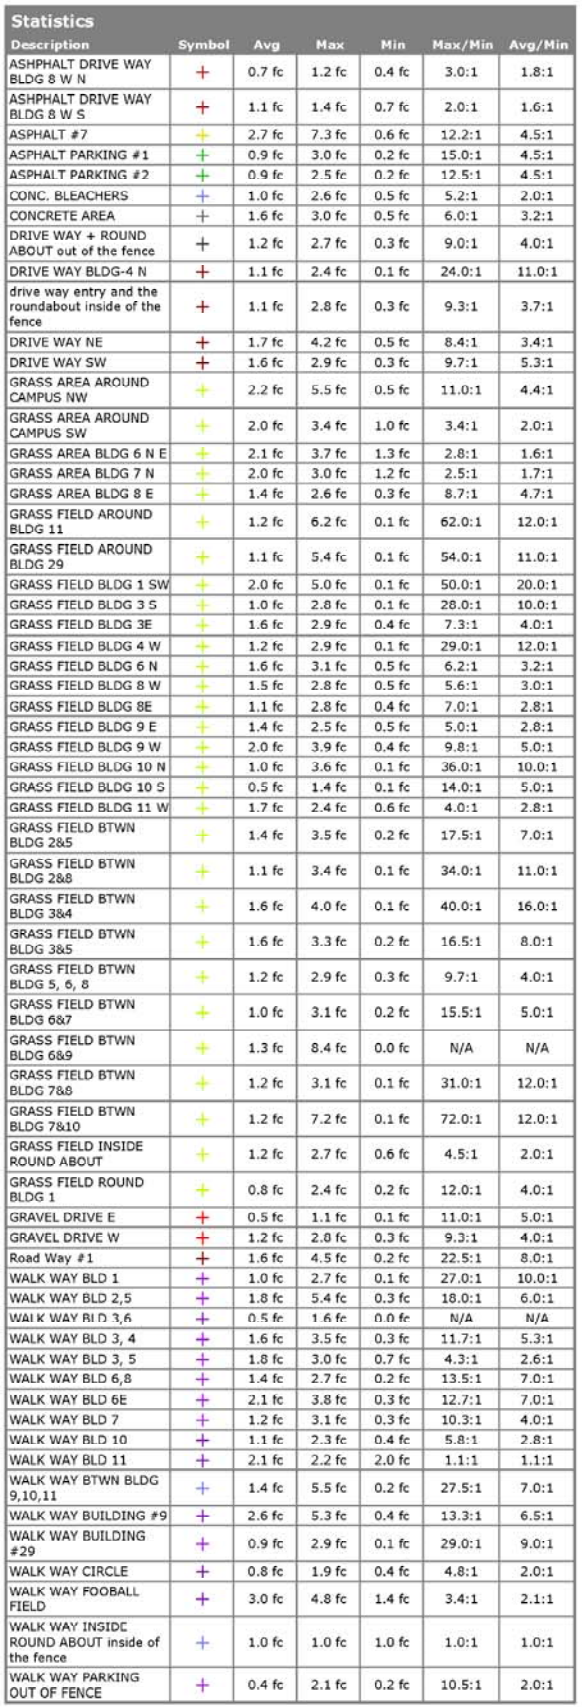 Statistics
Description Symbol Avg Max Min Max/Min Avg/Min
ASHPHALT DRIVE WAY
BLDG 8 W N + 0.7 fc 1.2 fc 0.4 fc 3.0:1 1.8:1
ASHPHALT DRIVE WAY
BLDG 8 W S + 1.1 fc 1.4 fc 0.7 fc 2.0:1 1.6:1
ASPHALT #7 + 2.7 fc 7.3 fc 0.6 fc 12.2:1 4.5:1
ASPHALT PARKING #1 + 0.9 fc 3.0 fc 0.2 fc 15.0:1 4.5:1
ASPHALT PARKING #2 + 0.9 fc 2.5 fc 0.2 fc 12.5:1 4.5:1
CONC. BLEACHERS + 1.0 fc 2.6 fc 0.5 fc 5.2:1 2.0:1
CONCRETE AREA + 1.6 fc 3.0 fc 0.5 fc 6.0:1 3.2:1
DRIVE WAY + ROUND
ABOUT out of the fence + 1.2 fc 2.7 fc 0.3 fc 9.0:1 4.0:1
DRIVE WAY BLDG-4 N + 1.1 fc 2.4 fc 0.1 fc 24.0:1 11.0:1
drive way entry and the
roundabout inside of the + 1.1 fc 2.8 fc 0.3 fc 9.3:1 3.7:1
fence
DRIVE WAY NE + 1.7 fc 4.2 fc 0.5 fc 8.4:1 3.4:1
DRIVE WAY SW + 1.6 fc 2.9 fc 0.3 fc 9.7:1 5.3:1
GRASS AREA AROUND
CAMPUS NW + 2.2 fc 5.5 fc 0.5 fc 11.0:1 4.4:1
GRASS AREA AROUND
CAMPUS SW + 2.0 fc 3.4 fc 1.0 fc 3.4:1 2.0:1
GRASS AREA BLDG 6 N E + 2.1 fc 3.7 fc 1.3 fc 2.8:1 1.6:1
GRASS AREA BLDG 7 N + 2.0 fc 3.0 fc 1.2 fc 2.5:1 1.7:1
GRASS AREA BLDG 8 E + 1.4 fc 2.6 fc 0.3 fc 8.7:1 4.7:1
GRASS FIELD AROUND
BLDG 11 + 1.2 fc 6.2 fc 0.1 fc 62.0:1 12.0:1
GRASS FIELD AROUND
BLDG 29 + 1.1 fc 5.4 fc 0.1 fc 54.0:1 11.0:1
GRASS FIELD BLDG 1 SW + 2.0 fc 5.0 fc 0.1 fc 50.0:1 20.0:1
GRASS FIELD BLDG 3 S + 1.0 fc 2.8 fc 0.1 fc 28.0:1 10.0:1
GRASS FIELD BLDG 3E + 1.6 fc 2.9 fc 0.4 fc 7.3:1 4.0:1
GRASS FIELD BLDG 4 W + 1.2 fc 2.9 fc 0.1 fc 29.0:1 12.0:1
GRASS FIELD BLDG 6 N + 1.6 fc 3.1 fc 0.5 fc 6.2:1 3.2:1
GRASS FIELD BLDG 8 W + 1.5 fc 2.8 fc 0.5 fc 5.6:1 3.0:1
GRASS FIELD BLDG 8E + 1.1 fc 2.8 fc 0.4 fc 7.0:1 2.8:1
GRASS FIELD BLDG 9 E + 1.4 fc 2.5 fc 0.5 fc 5.0:1 2.8:1
GRASS FIELD BLDG 9 W + 2.0 fc 3.9 fc 0.4 fc 9.8:1 5.0:1
GRASS FIELD BLDG 10 N + 1.0 fc 3.6 fc 0.1 fc 36.0:1 10.0:1
GRASS FIELD BLDG 10 S + 0.5 fc 1.4 fc 0.1 fc 14.0:1 5.0:1
GRASS FIELD BLDG 11 W + 1.7 fc 2.4 fc 0.6 fc 4.0:1 2.8:1
GRASS FIELD BTWN
BLDG 2&5 + 1.4 fc 3.5 fc 0.2 fc 17.5:1 7.0:1
GRASS FIELD BTWN
BLDG 2&8 + 1.1 fc 3.4 fc 0.1 fc 34.0:1 11.0:1
GRASS FIELD BTWN
BLDG 3&4 + 1.6 fc 4.0 fc 0.1 fc 40.0:1 16.0:1
GRASS FIELD BTWN
BLDG 3&5 + 1.6 fc 3.3 fc 0.2 fc 16.5:1 8.0:1
GRASS FIELD BTWN
BLDG 5, 6, 8 + 1.2 fc 2.9 fc 0.3 fc 9.7:1 4.0:1
GRASS FIELD BTWN
BLDG 6&7 + 1.0 fc 3.1 fc 0.2 fc 15.5:1 5.0:1
GRASS FIELD BTWN
BLDG 6&9 + 1.3 fc 8.4 fc 0.0 fc N/A N/A
GRASS FIELD BTWN
BLDG 7&8 + 1.2 fc 3.1 fc 0.1 fc 31.0:1 12.0:1
GRASS FIELD BTWN
BLDG 7&10 + 1.2 fc 7.2 fc 0.1 fc 72.0:1 12.0:1
GRASS FIELD INSIDE
ROUND ABOUT + 1.2 fc 2.7 fc 0.6 fc 4.5:1 2.0:1
GRASS FIELD ROUND
BLDG 1 + 0.8 fc 2.4 fc 0.2 fc 12.0:1 4.0:1
GRAVEL DRIVE E + 0.5 fc 1.1 fc 0.1 fc 11.0:1 5.0:1
GRAVEL DRIVE W + 1.2 fc 2.8 fc 0.3 fc 9.3:1 4.0:1
Road Way #1 + 1.6 fc 4.5 fc 0.2 fc 22.5:1 8.0:1
WALK WAY BLD 1 + 1.0 fc 2.7 fc 0.1 fc 27.0:1 10.0:1
WALK WAY BLD 2,5 + 1.8 fc 5.4 fc 0.3 fc 18.0:1 6.0:1
WALK WAY BLD 3,6 + 0.5 fc 1.6 fc 0.0 fc N/A N/A
WALK WAY BLD 3, 4 + 1.6 fc 3.5 fc 0.3 fc 11.7:1 5.3:1
WALK WAY BLD 3, 5 + 1.8 fc 3.0 fc 0.7 fc 4.3:1 2.6:1
WALK WAY BLD 6,8 + 1.4 fc 2.7 fc 0.2 fc 13.5:1 7.0:1
WALK WAY BLD 6E + 2.1 fc 3.8 fc 0.3 fc 12.7:1 7.0:1
WALK WAY BLD 7 + 1.2 fc 3.1 fc 0.3 fc 10.3:1 4.0:1
WALK WAY BLD 10 + 1.1 fc 2.3 fc 0.4 fc 5.8:1 2.8:1
WALK WAY BLD 11 + 2.1 fc 2.2 fc 2.0 fc 1.1:1 1.1:1
WALK WAY BTWN BLDG
9,10,11 + 1.4 fc 5.5 fc 0.2 fc 27.5:1 7.0:1
WALK WAY BUILDING #9 + 2.6 fc 5.3 fc 0.4 fc 13.3:1 6.5:1
WALK WAY BUILDING
#29 + 0.9 fc 2.9 fc 0.1 fc 29.0:1 9.0:1
WALK WAY CIRCLE + 0.8 fc 1.9 fc 0.4 fc 4.8:1 2.0:1
WALK WAY FOOBALL
FIELD + 3.0 fc 4.8 fc 1.4 fc 3.4:1 2.1:1
WALK WAY INSIDE
ROUND ABOUT inside of + 1.0 fc 1.0 fc 1.0 fc 1.0:1 1.0:1
the fence
WALK WAY PARKING
OUT OF FENCE + 0.4 fc 2.1 fc 0.2 fc 10.5:1 2.0:1